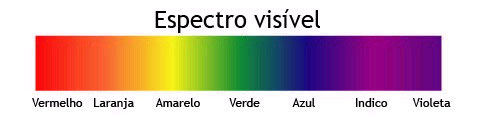 Espectro visível
Vermelho Laranja Amarelo Verde Azul Indico Violeta